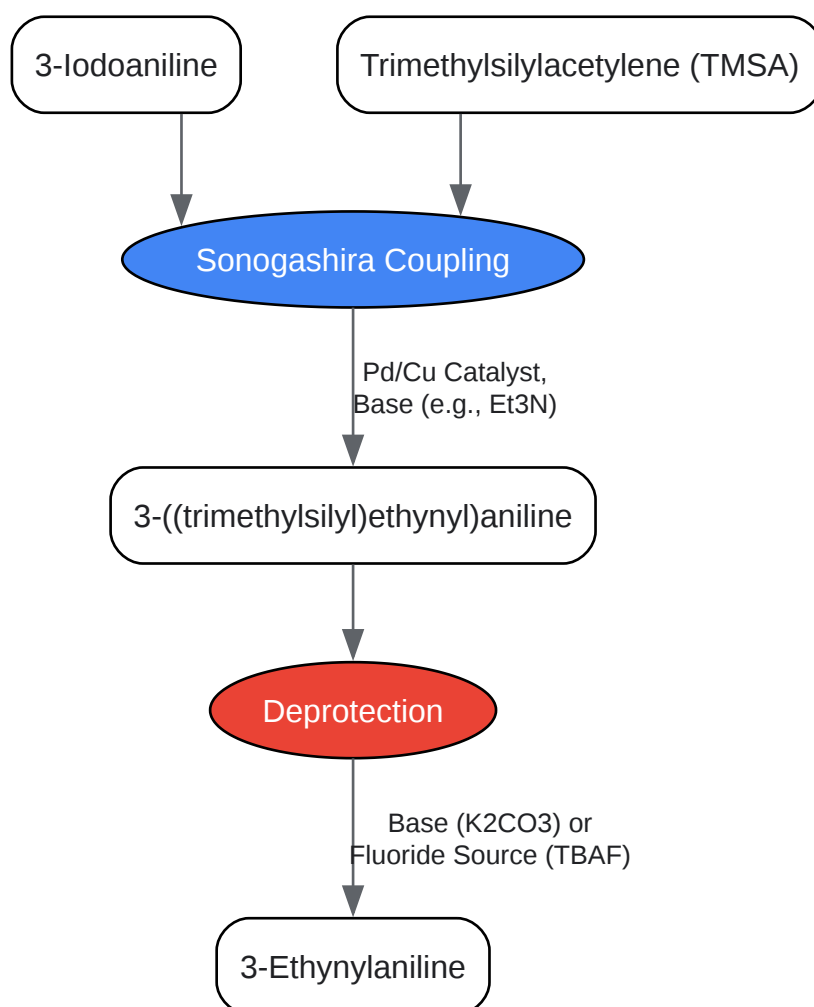 3-Iodoaniline
Trimethylsilylacetylene (TMSA)
Sonogashira Coupling
Pd/Cu Catalyst,
Base (e.g., Et3N)
3-((trimethylsilyl)ethynyl)aniline
Deprotection
Base (K2CO3) or
Fluoride Source (TBAF)
3-Ethynylaniline